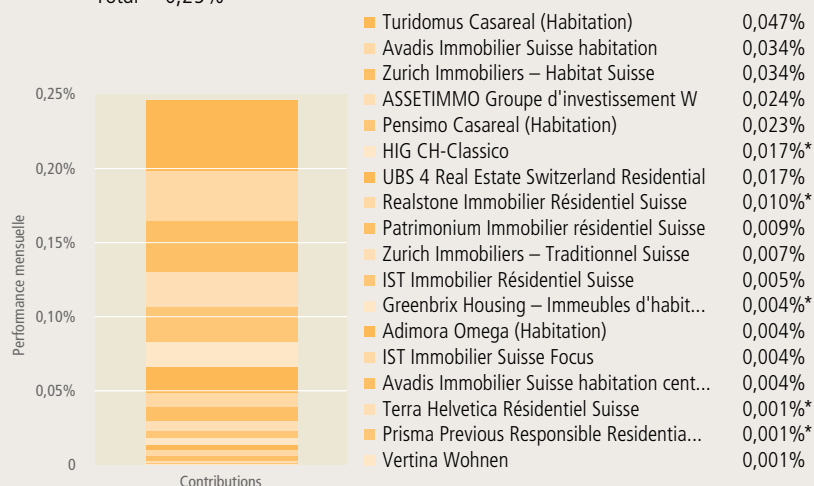 Total 0,25%
Turidomus Casareal (Habitation) 0,047%
Avadis Immobilier Suisse habitation 0,034%
Zurich Immobiliers – Habitat Suisse 0,034%
ASSETIMMO Groupe d'investissement W 0,024%
Pensimo Casareal (Habitation) 0,023%
HIG CH-Classico 0,017%*
UBS 4 Real Estate Switzerland Residential 0,017%
Realstone Immobilier Résidentiel Suisse 0,010%*
Patrimonium Immobilier résidentiel Suisse 0,009%
Zurich Immobiliers – Traditionnel Suisse 0,007%
IST Immobilier Résidentiel Suisse 0,005%
Greenbrix Housing – Immeubles d'habit... 0,004%*
Adimora Omega (Habitation) 0,004%
IST Immobilier Suisse Focus 0,004%
Avadis Immobilier Suisse habitation cent... 0,004%
Terra Helvetica Résidentiel Suisse 0,001%*
Prisma Previous Responsible Residentia... 0,001%*
Vertina Wohnen 0,001%
Performance mensuelle
0,25%
0,20%
0,15%
0,10%
0,05%
0
Contributions